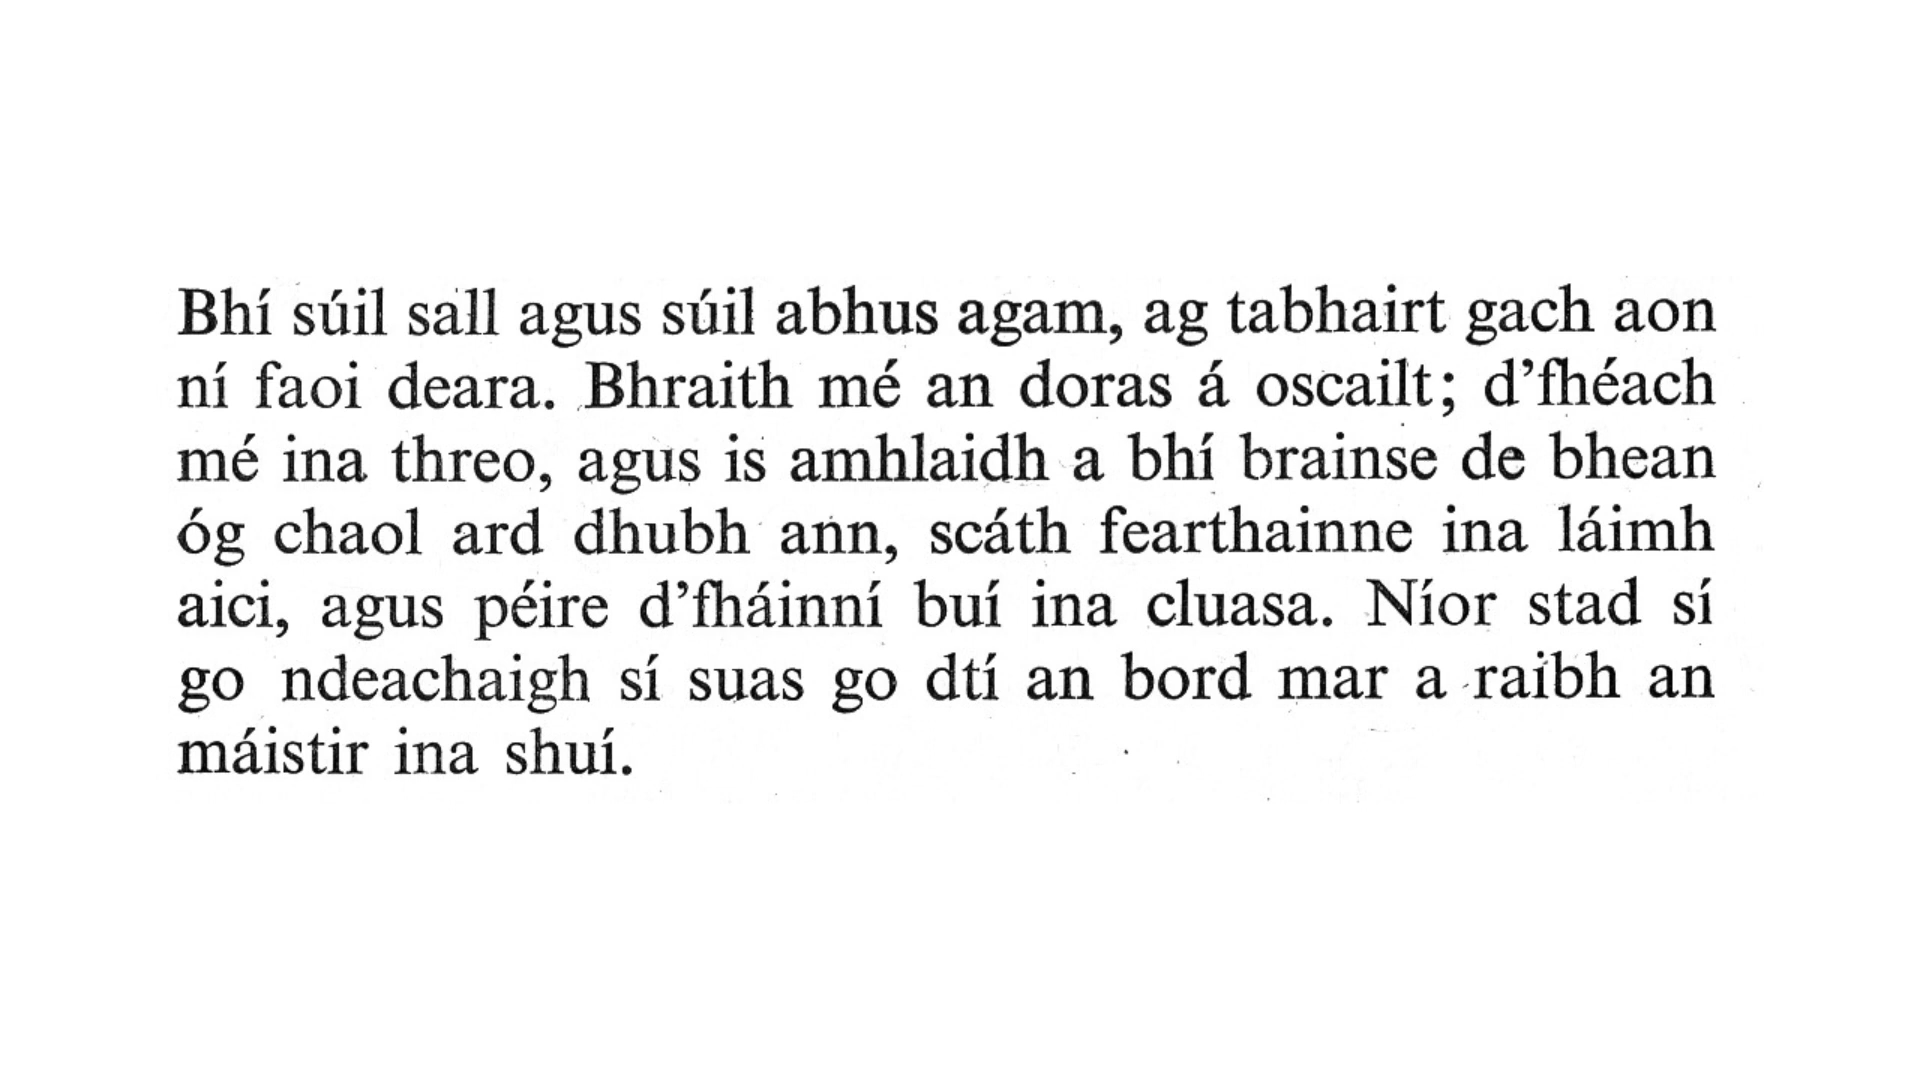 Bhí súil sall agus súil abhus agam, ag tabhairt gach aon
ní faoi deara. Bhraith mé an doras á oscailt; d’fhéach
mé ina threo, agus is amhlaidh a bhí brainse de bhean
óg chaol ard dhubh ann, scáth fearthainne ina láimh
aici, agus péire d’fháinní buí ina cluasa. Níor stad sí
go ndeachaigh sí suas go dtí an bord mar a raibh an
máistir ina shuí.